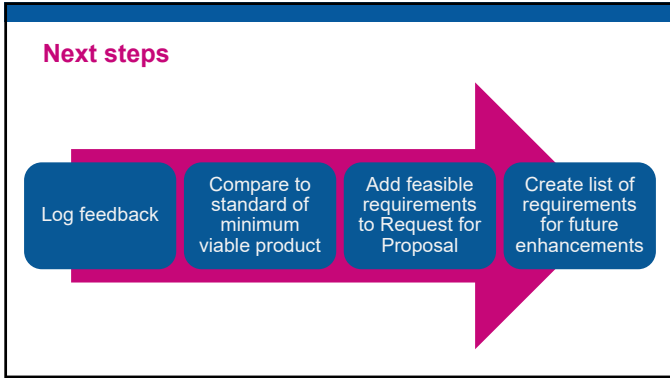 Next steps
Log feedback
Compare to
standard of
minimum
viable product
Add feasible
requirements
to Request for
Proposal
Create list of
requirements
for future
enhancements